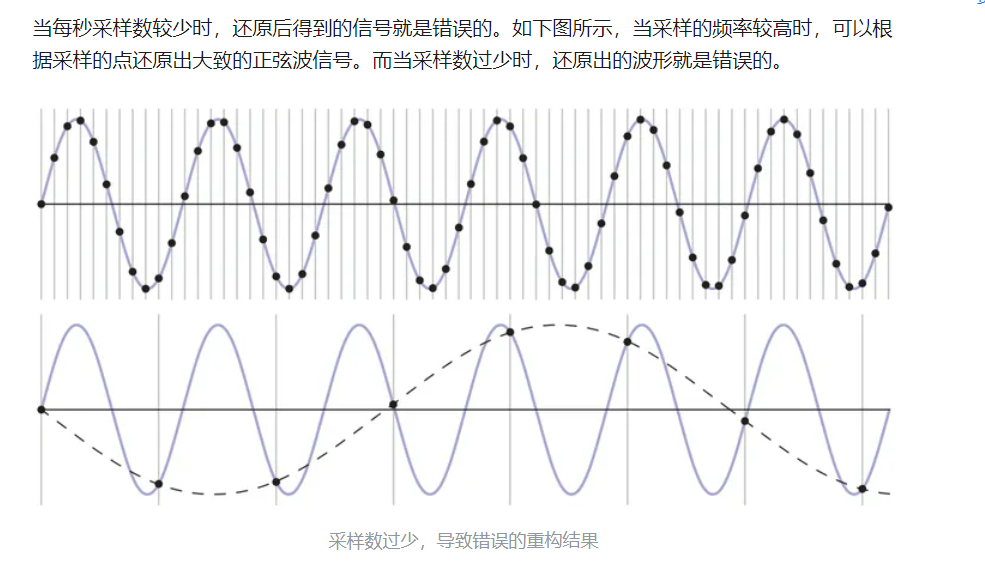 当每秒采样数较少时，还原后得到的信号就是错误的。如下图所示，当采样的频率较高时，可以根
据采样的点还原出大致的正弦波信号。而当采样数过少时，还原出的波形就是错误的。
采样数过少，导致错误的重构结果